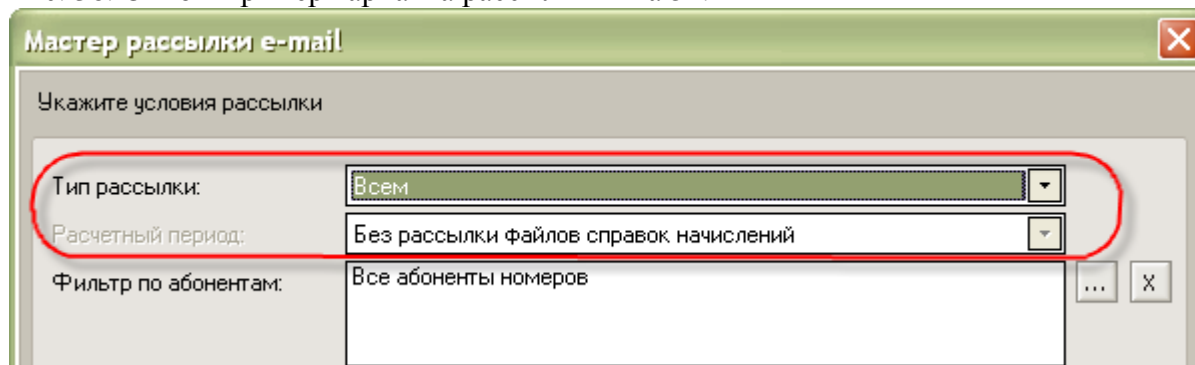 Мастер рассылки e-mail
Укажите условия рассылки
Тип рассылки: Всем
Расчетный период: Без рассылки файлов справок начислений
Фильтр по абонентам: Все абоненты номеров ... X